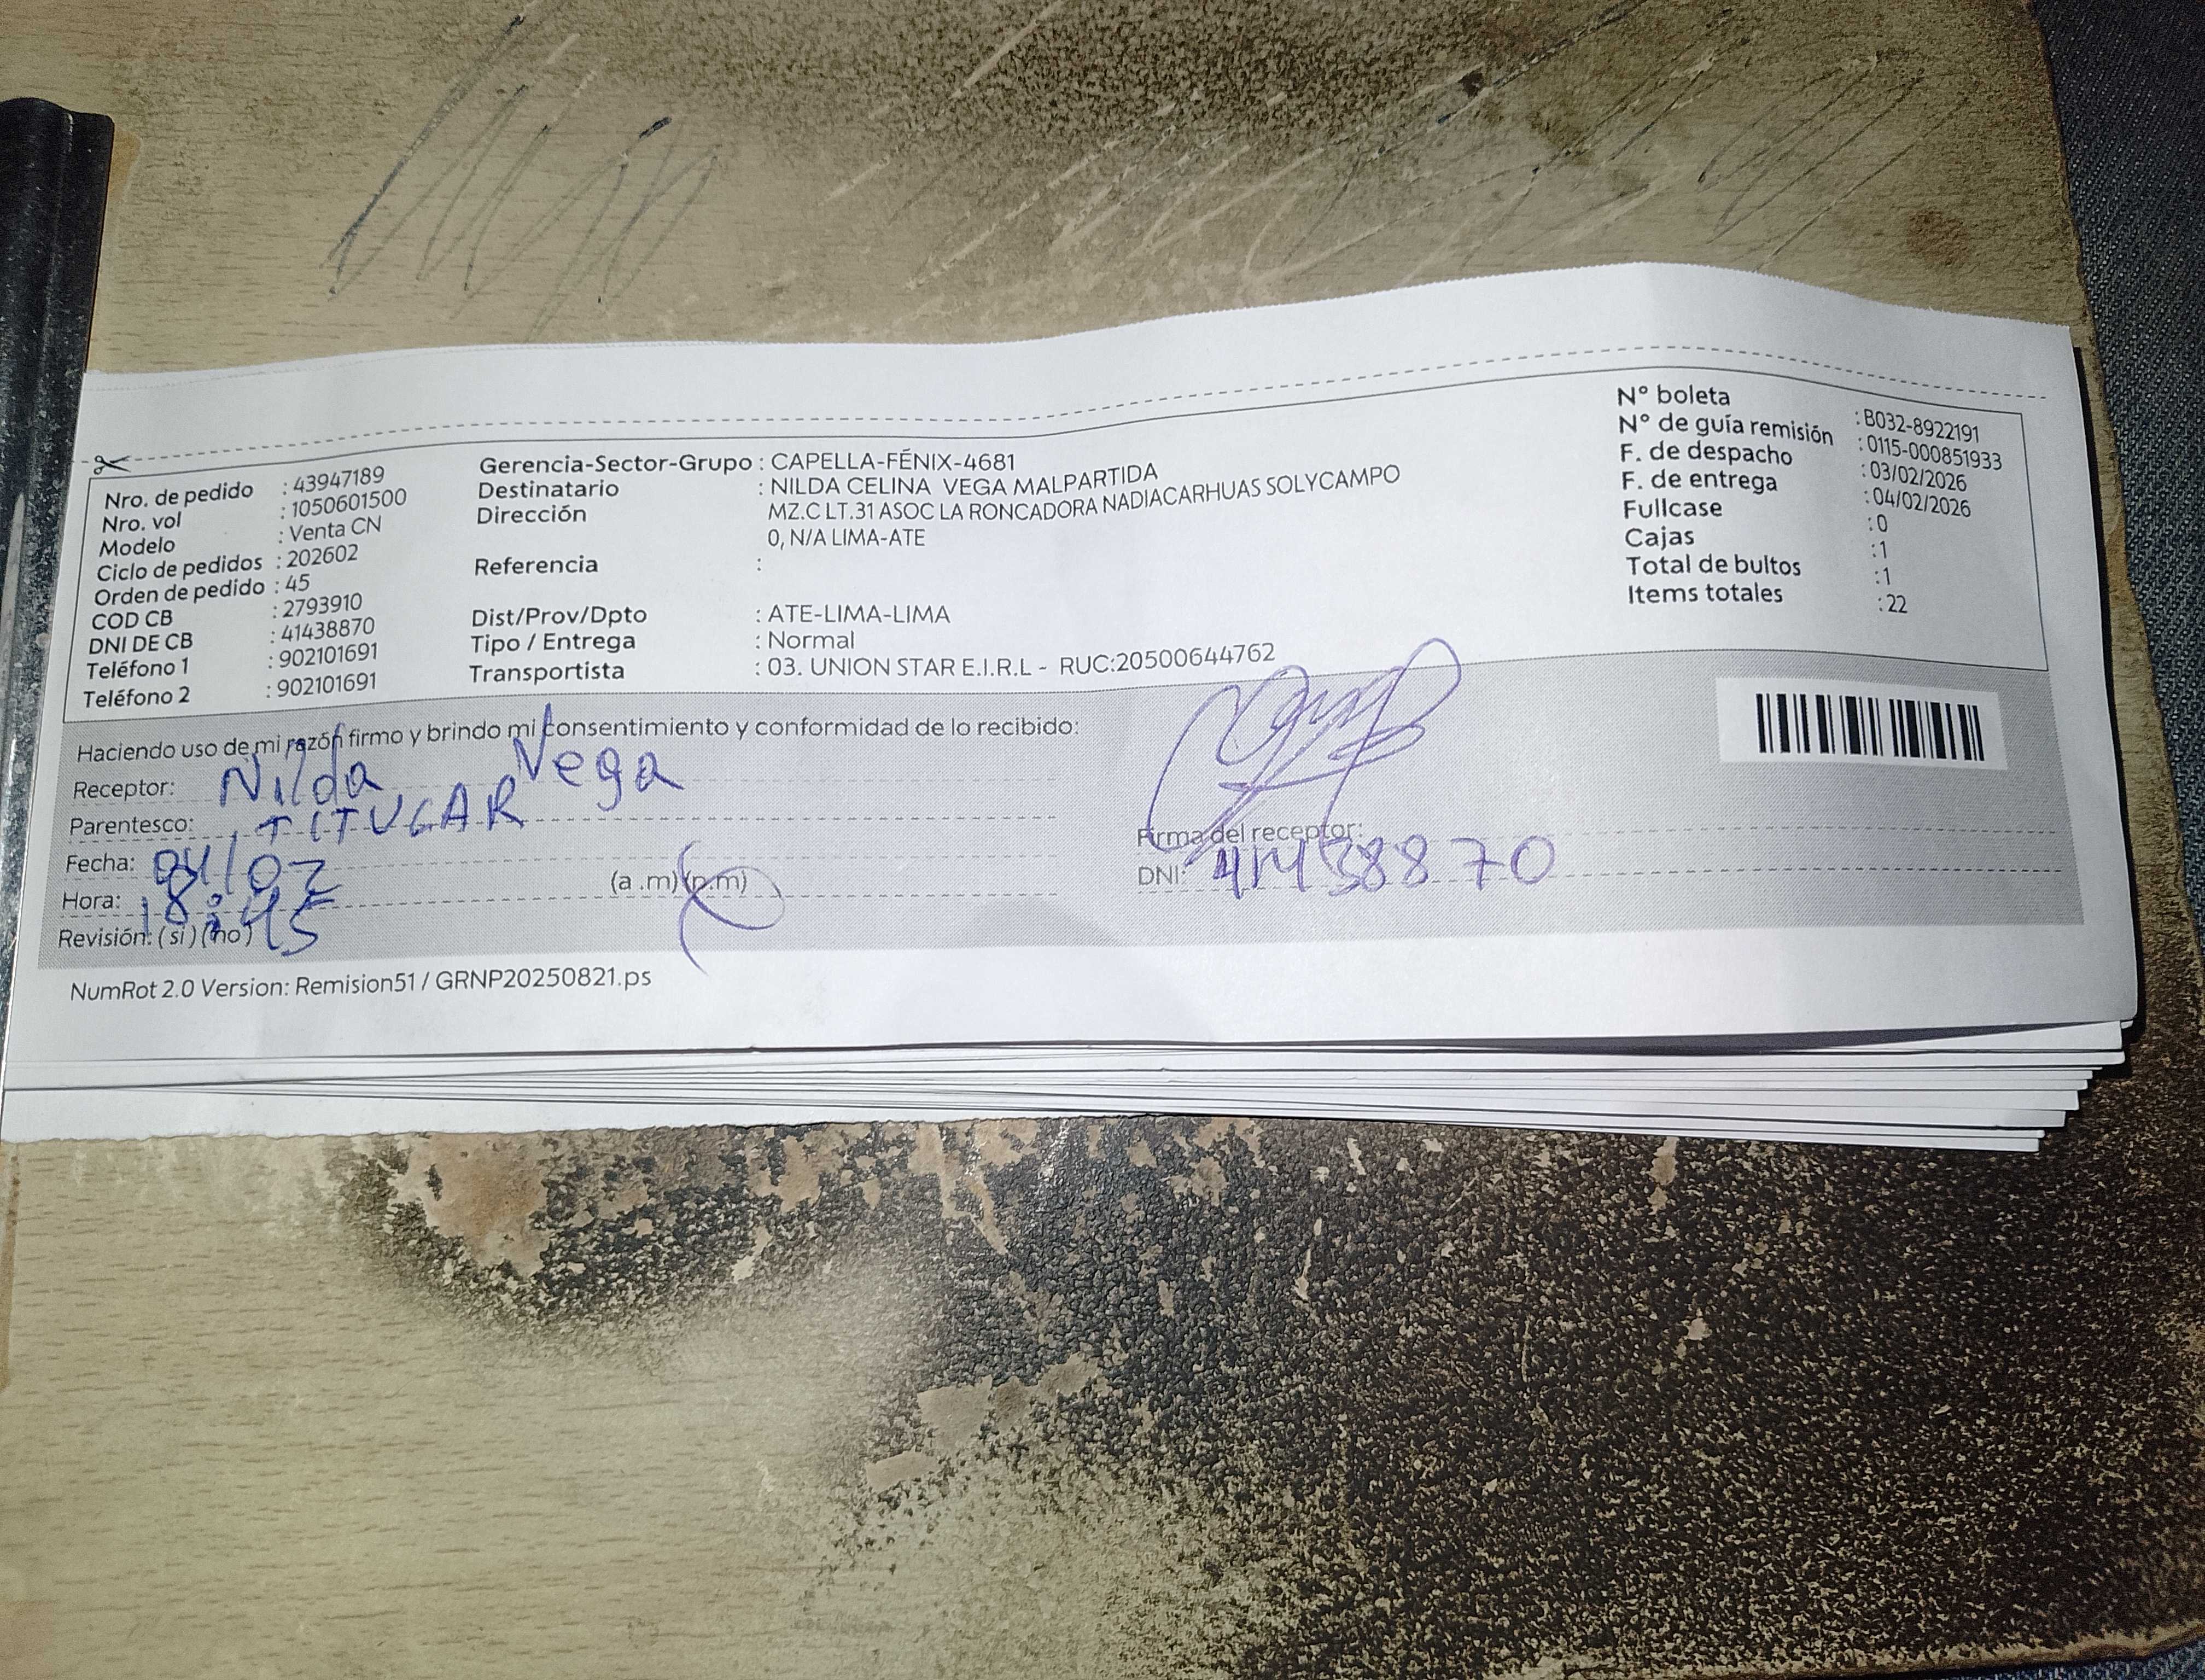 Nro. de pedido : 43947189
Nro. vol : 1050601500
Modelo : Venta CN
Ciclo de pedidos : 202602
Orden de pedido : 45
COD CB : 2793910
DNI DE CB : 41438870
Teléfono 1 : 902101691
Teléfono 2 : 902101691
Gerencia-Sector-Grupo : CAPELLA-FÉNIX-4681
Destinatario : NILDA CELINA VEGA MALPARTIDA
Dirección MZ.C LT.31 ASOC LA RONCADORA NADIACARHUAS SOLYCAMPO
0, N/A LIMA-ATE
Referencia :
Dist/Prov/Dpto : ATE-LIMA-LIMA
Tipo / Entrega : Normal
Transportista : 03. UNION STAR E.I.R.L - RUC:20500644762
N° boleta : B032-8922191
N° de guía remisión : 0115-000851933
F. de despacho : 03/02/2026
F. de entrega : 04/02/2026
Fullcase : 0
Cajas : 1
Total de bultos : 1
Items totales : 22
Haciendo uso de mi razón firmo y brindo mi consentimiento y conformidad de lo recibido:
Receptor: Nilda Vega
Parentesco: TITULAR
Fecha: 04/02
Hora: 18:45 (a .m) (p.m)
Revisión: (si) (no)
Firma del receptor:
DNI: 41438870
NumRot 2.0 Version: Remision51 / GRNP20250821.ps